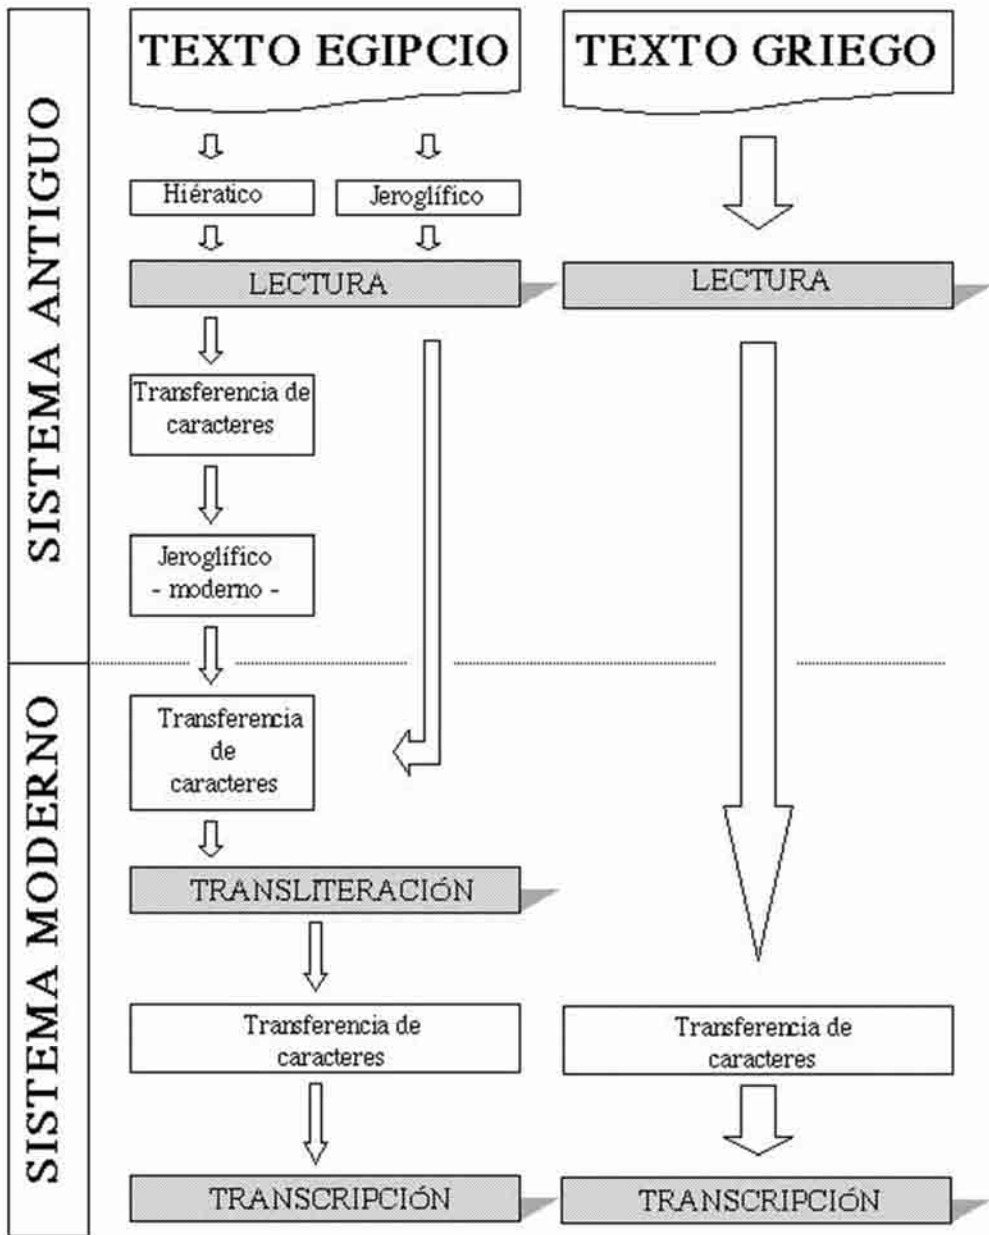 SISTEMA ANTIGUO
TEXTO EGIPCIO
TEXTO GRIEGO
Hiératico
Jeroglífico
LECTURA
LECTURA
Transferencia de
caracteres
Jeroglífico
- moderno -
SISTEMA MODERNO
Transferencia
de
caracteres
TRANSLITERACIÓN
Transferencia de
caracteres
Transferencia de
caracteres
TRANSCRIPCIÓN
TRANSCRIPCIÓN